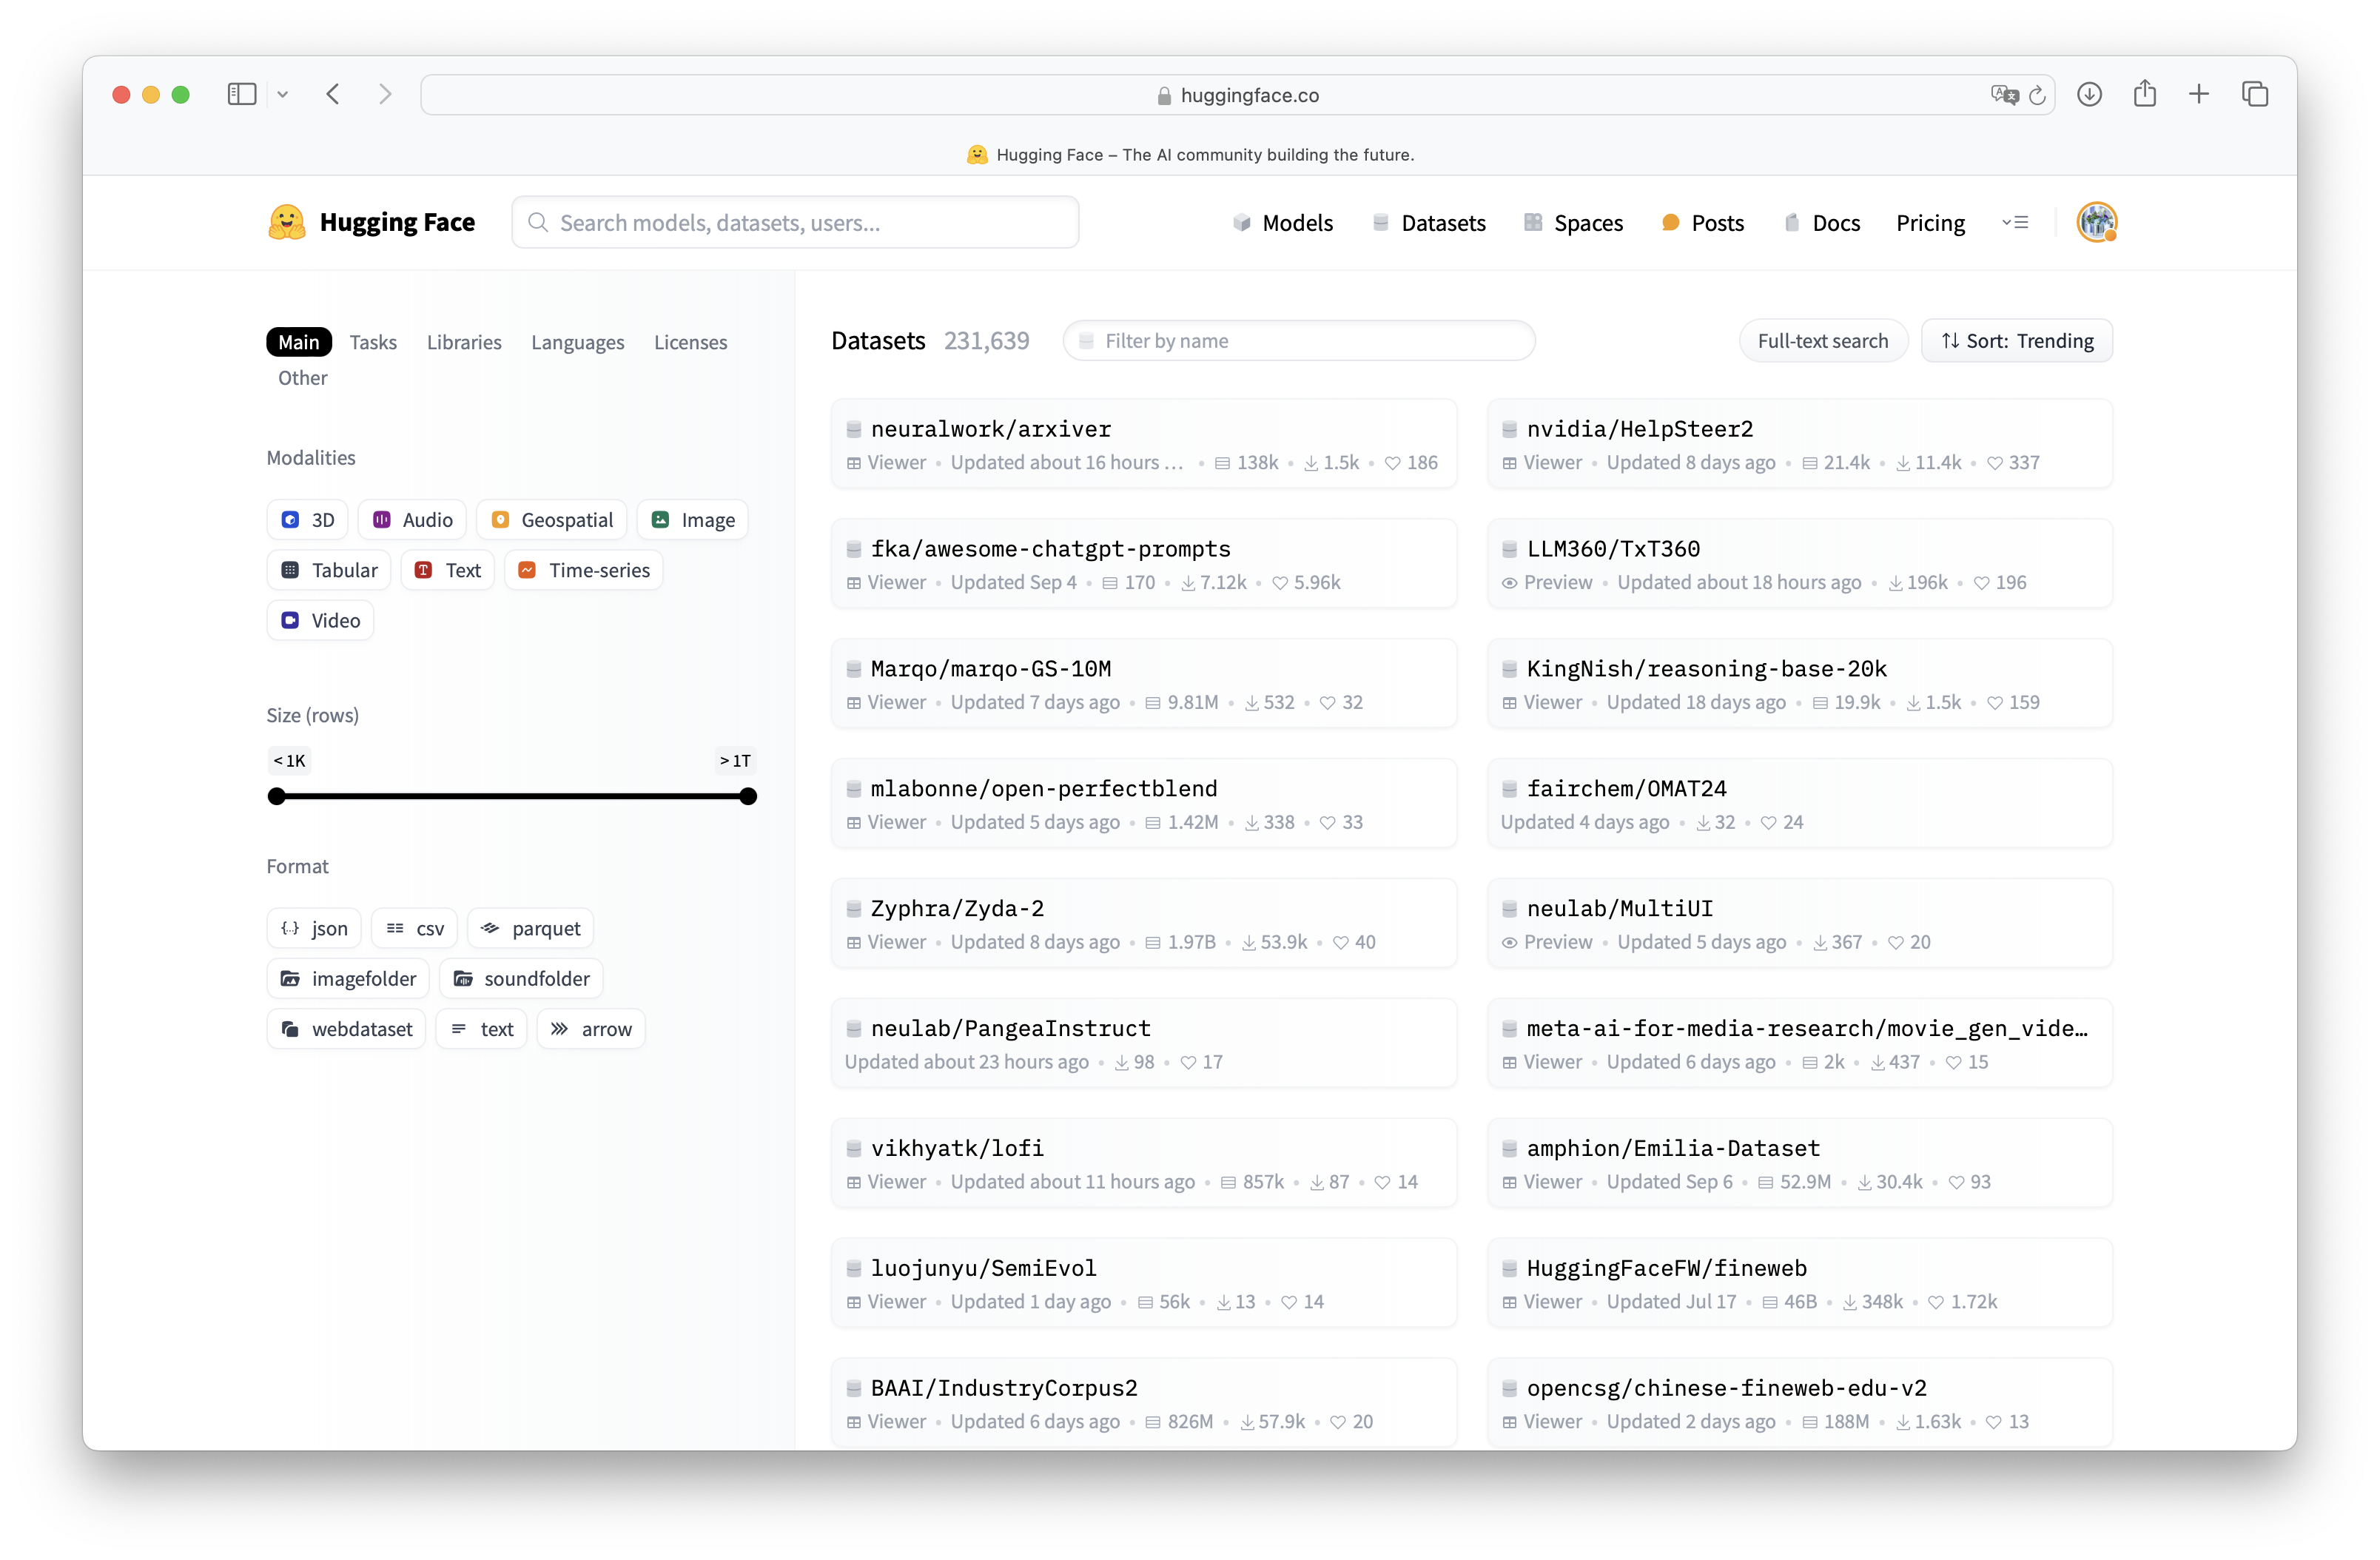 huggingface.co
Hugging Face – The AI community building the future.
Hugging Face
Search models, datasets, users...
Models
Datasets
Spaces
Posts
Docs
Pricing
Main Tasks Libraries Languages Licenses
Other
Modalities
3D Audio Geospatial Image
Tabular Text Time-series
Video
Size (rows)
<1K >1T
Format
json csv parquet
imagefolder soundfolder
webdataset text arrow
Datasets 231,639 Filter by name Full-text search Sort: Trending
neuralwork/arxiver
Viewer • Updated about 16 hours … • 138k • 1.5k • 186
nvidia/HelpSteer2
Viewer • Updated 8 days ago • 21.4k • 11.4k • 337
fka/awesome-chatgpt-prompts
Viewer • Updated Sep 4 • 170 • 7.12k • 5.96k
LLM360/TxT360
Preview • Updated about 18 hours ago • 196k • 196
Marqo/marqo-GS-10M
Viewer • Updated 7 days ago • 9.81M • 532 • 32
KingNish/reasoning-base-20k
Viewer • Updated 18 days ago • 19.9k • 1.5k • 159
mlabonne/open-perfectblend
Viewer • Updated 5 days ago • 1.42M • 338 • 33
fairchem/OMAT24
Updated 4 days ago • 32 • 24
Zyphra/Zyda-2
Viewer • Updated 8 days ago • 1.97B • 53.9k • 40
neulab/MultiUI
Preview • Updated 5 days ago • 367 • 20
neulab/PangeaInstruct
Updated about 23 hours ago • 98 • 17
meta-ai-for-media-research/movie_gen_vide…
Viewer • Updated 6 days ago • 2k • 437 • 15
vikhyatk/lofi
Viewer • Updated about 11 hours ago • 857k • 87 • 14
amphion/Emilia-Dataset
Viewer • Updated Sep 6 • 52.9M • 30.4k • 93
luojunyu/SemiEvol
Viewer • Updated 1 day ago • 56k • 13 • 14
HuggingFaceFW/fineweb
Viewer • Updated Jul 17 • 46B • 348k • 1.72k
BAAI/IndustryCorpus2
Viewer • Updated 6 days ago • 826M • 57.9k • 20
opencsg/chinese-fineweb-edu-v2
Viewer • Updated 2 days ago • 188M • 1.63k • 13